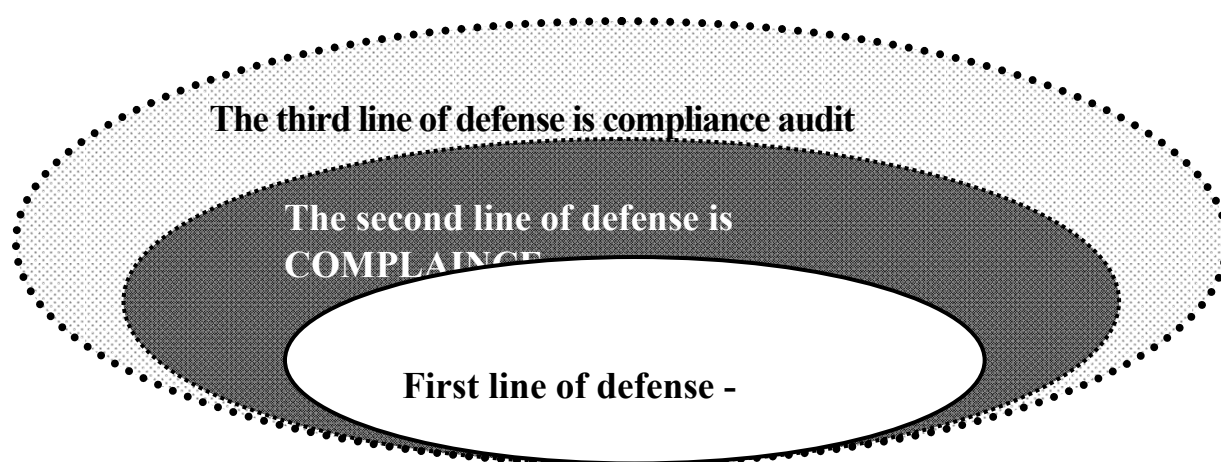 The third line of defense is compliance audit
The second line of defense is
COMPLAINCE
First line of defense -